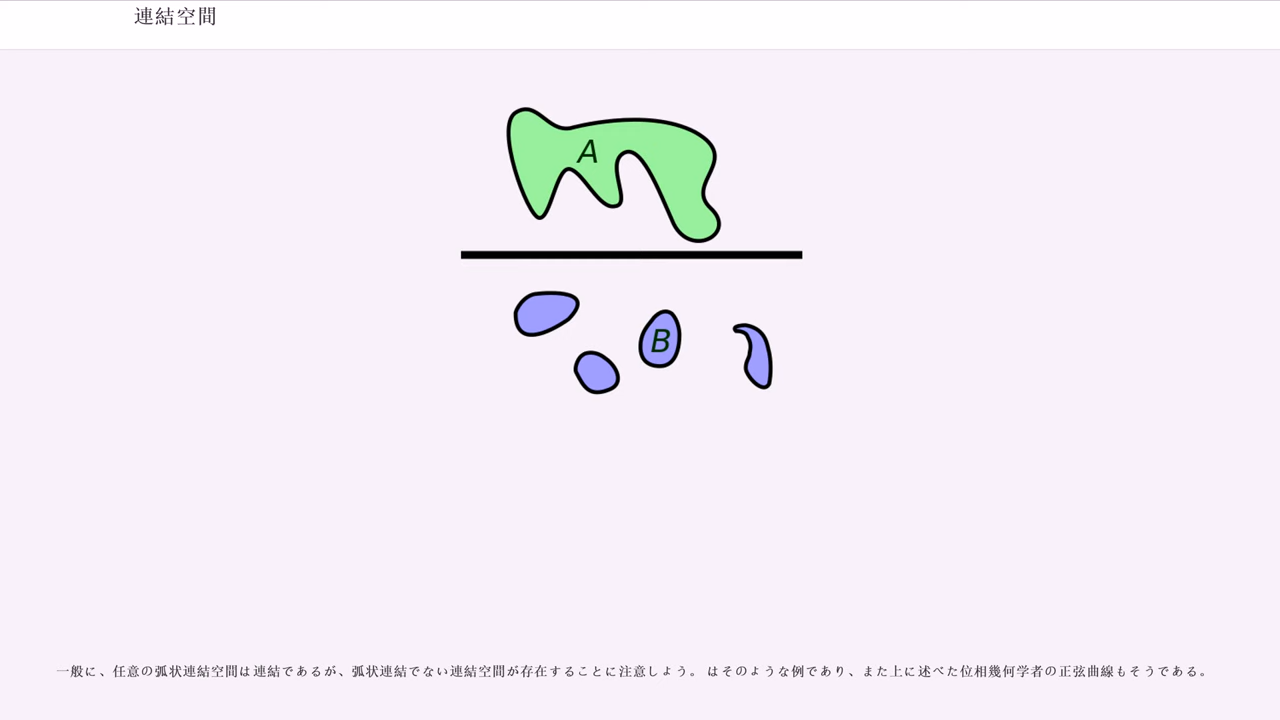 連結空間
A
B
一般に、任意の弧状連結空間は連結であるが、弧状連結でない連結空間が存在することに注意しよう。 はそのような例であり、また上に述べた位相幾何学者の正弦曲線もそうである。